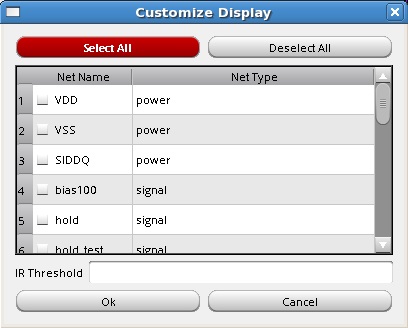 Customize Display
Select All Deselect All
Net Name Net Type
1 VDD power
2 VSS power
3 SIDDQ power
4 bias100 signal
5 hold signal
6 hold_test signal
IR Threshold
Ok Cancel